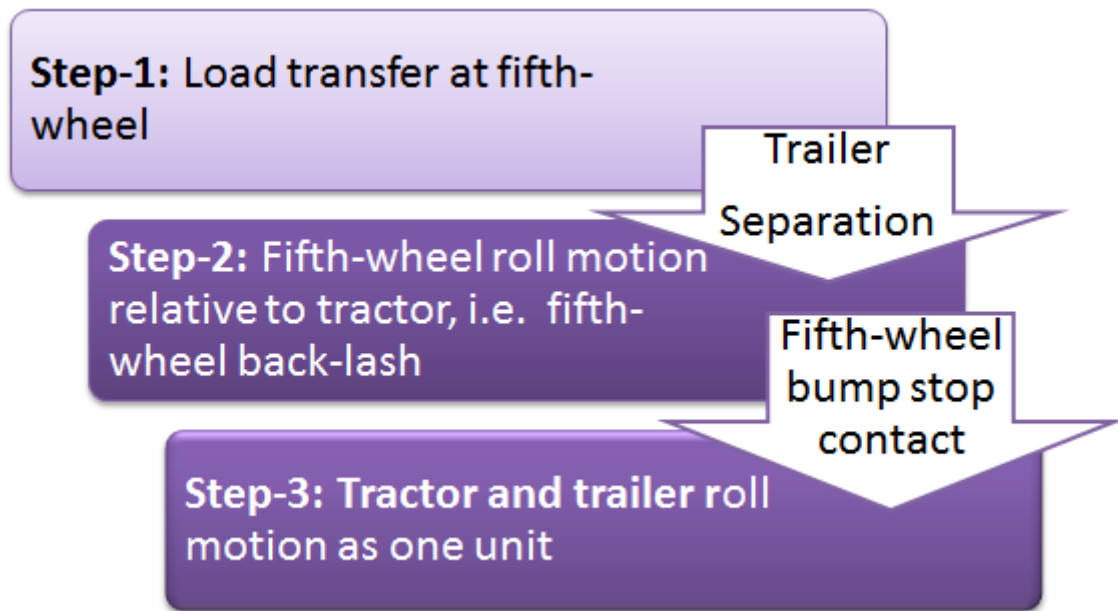 Step-1: Load transfer at fifth-
wheel
Trailer
Separation
Step-2: Fifth-wheel roll motion
relative to tractor, i.e. fifth-
wheel back-lash
Fifth-wheel
bump stop
contact
Step-3: Tractor and trailer roll
motion as one unit